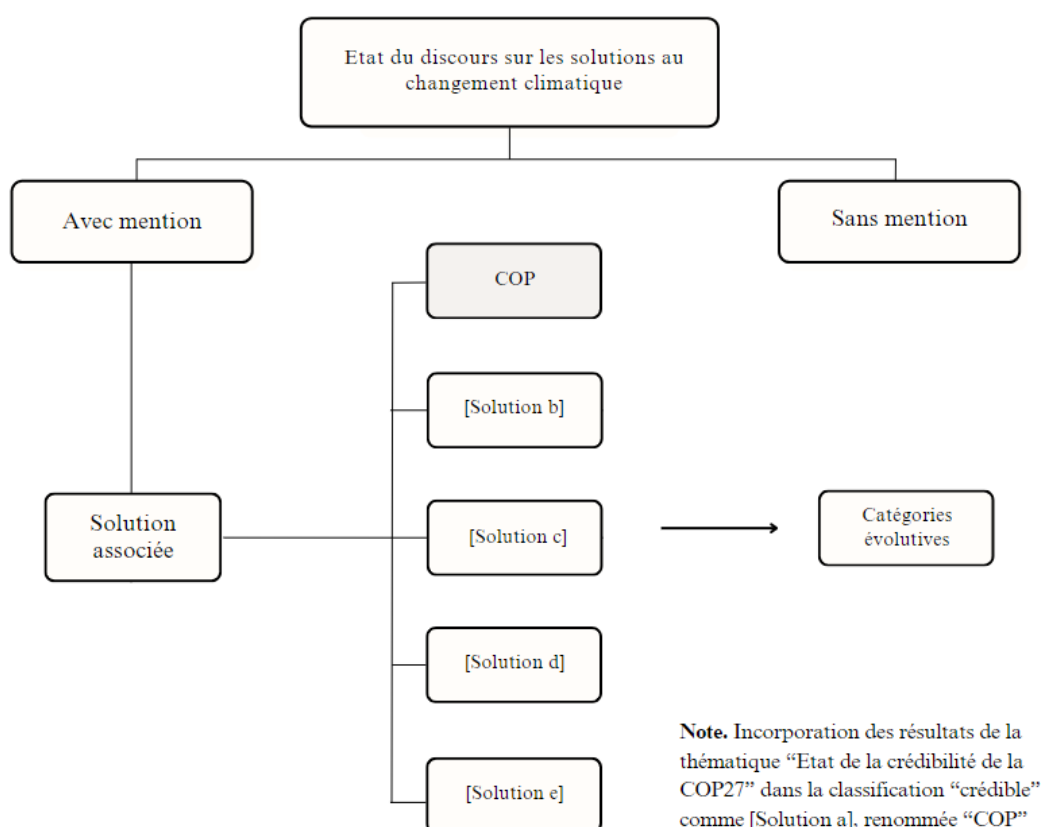 Etat du discours sur les solutions au
changement climatique
Avec mention
Sans mention
COP
[Solution b]
Solution
associée
[Solution c]
Catégories
évolutives
[Solution d]
[Solution e]
Note. Incorporation des résultats de la
thématique “Etat de la crédibilité de la
COP27” dans la classification “crédible”
comme [Solution a], renommée “COP”